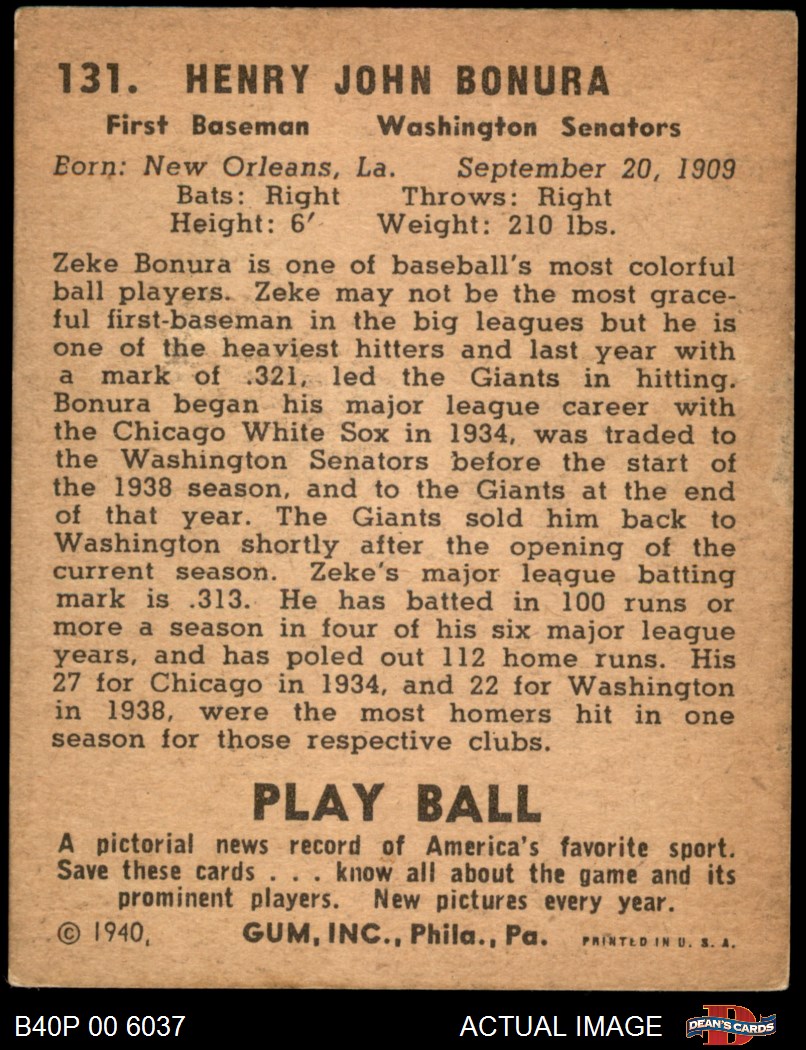 131. HENRY JOHN BONURA
First Baseman Washington Senators
Born: New Orleans, La. September 20, 1909
Bats: Right Throws: Right
Height: 6′ Weight: 210 lbs.
Zeke Bonura is one of baseball's most colorful
ball players. Zeke may not be the most grace-
ful first-baseman in the big leagues but he is
one of the heaviest hitters and last year with
a mark of .321, led the Giants in hitting.
Bonura began his major league career with
the Chicago White Sox in 1934, was traded to
the Washington Senators before the start of
the 1938 season, and to the Giants at the end
of that year. The Giants sold him back to
Washington shortly after the opening of the
current season. Zeke's major league batting
mark is .313. He has batted in 100 runs or
more a season in four of his six major league
years, and has poled out 112 home runs. His
27 for Chicago in 1934, and 22 for Washington
in 1938, were the most homers hit in one
season for those respective clubs.
PLAY BALL
A pictorial news record of America's favorite sport.
Save these cards . . . know all about the game and its
prominent players. New pictures every year.
© 1940, GUM, INC., Phila., Pa. PRINTED IN U. S. A.
B40P 00 6037 ACTUAL IMAGE D DEAN'S CARDS